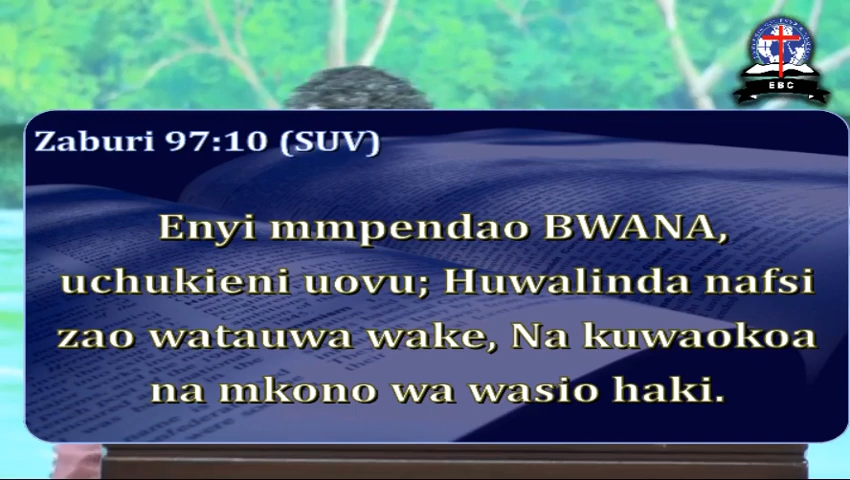 EBC
Zaburi 97:10 (SUV)
Enyi mmpendao BWANA,
uchukieni uovu; Huwalinda nafsi
zao watauwa wake, Na kuwaokoa
na mkono wa wasio haki.